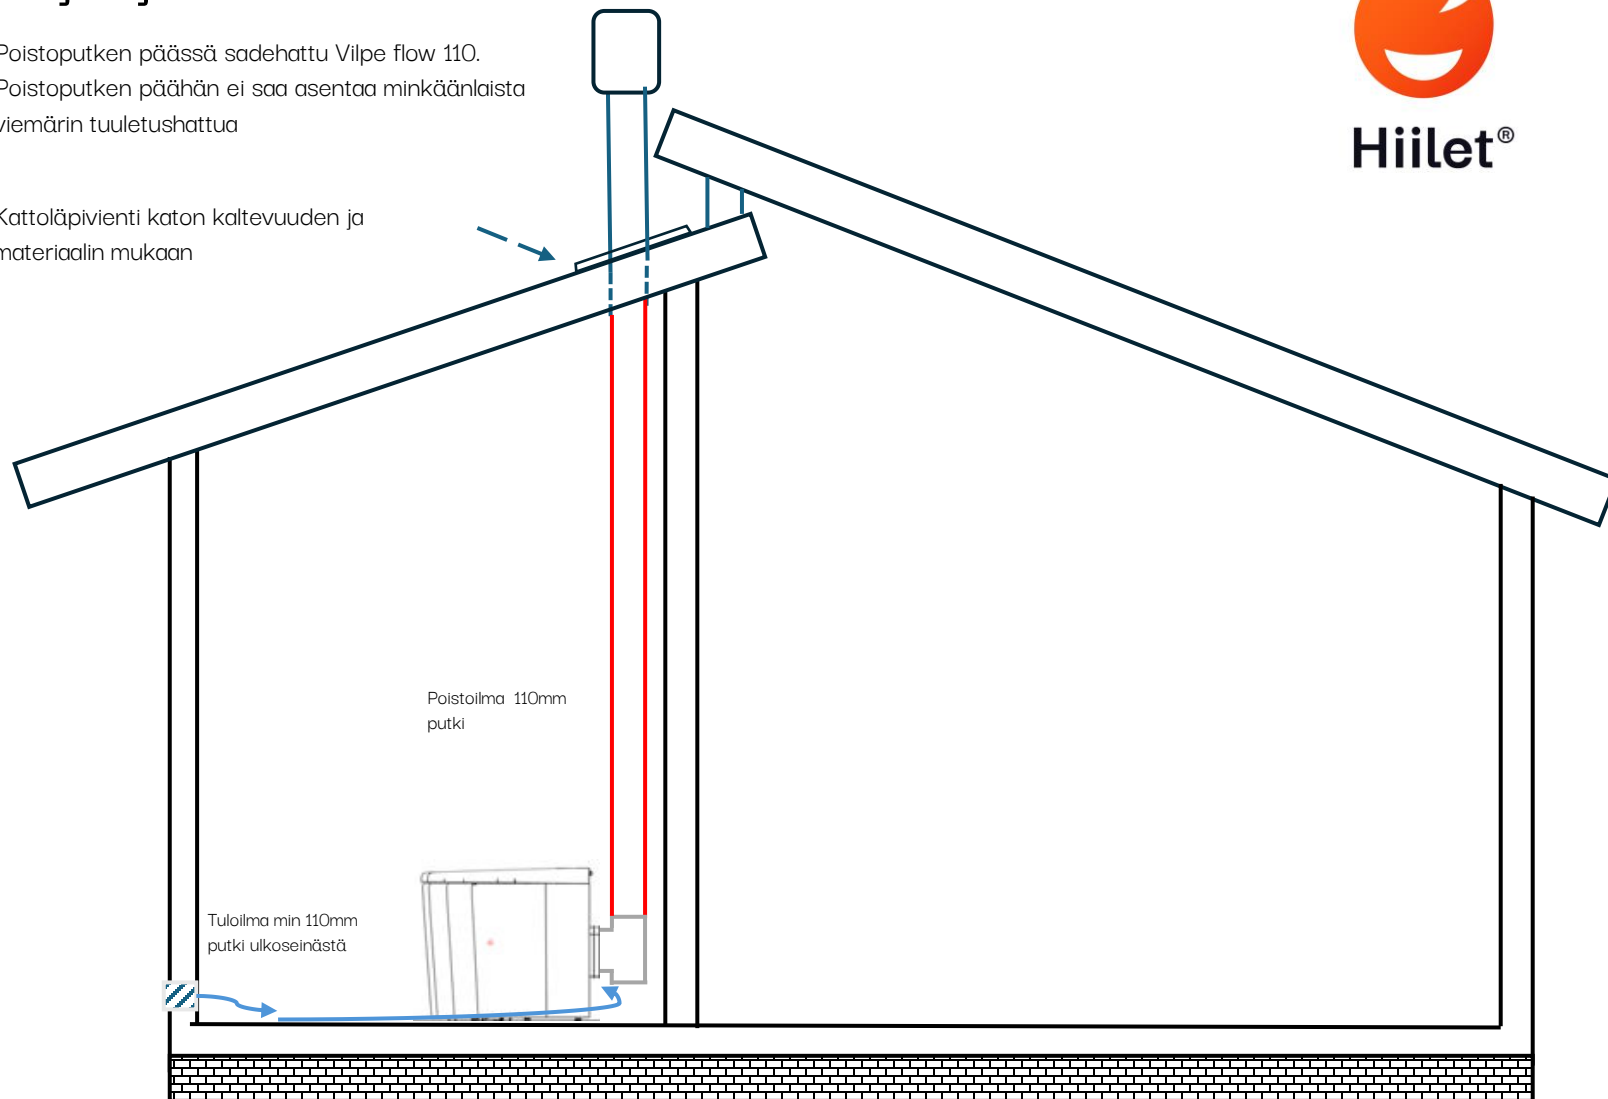 Poistoputken päässä sadehattu Vilpe flow 110.
Poistoputken päähän ei saa asentaa minkäänlaista
viemärin tuuletushattua
Hiilet®
Kattoläpivienti katon kaltevuuden ja
materiaalin mukaan
Poistoilma 110mm
putki
Tuloilma min 110mm
putki ulkoseinästä